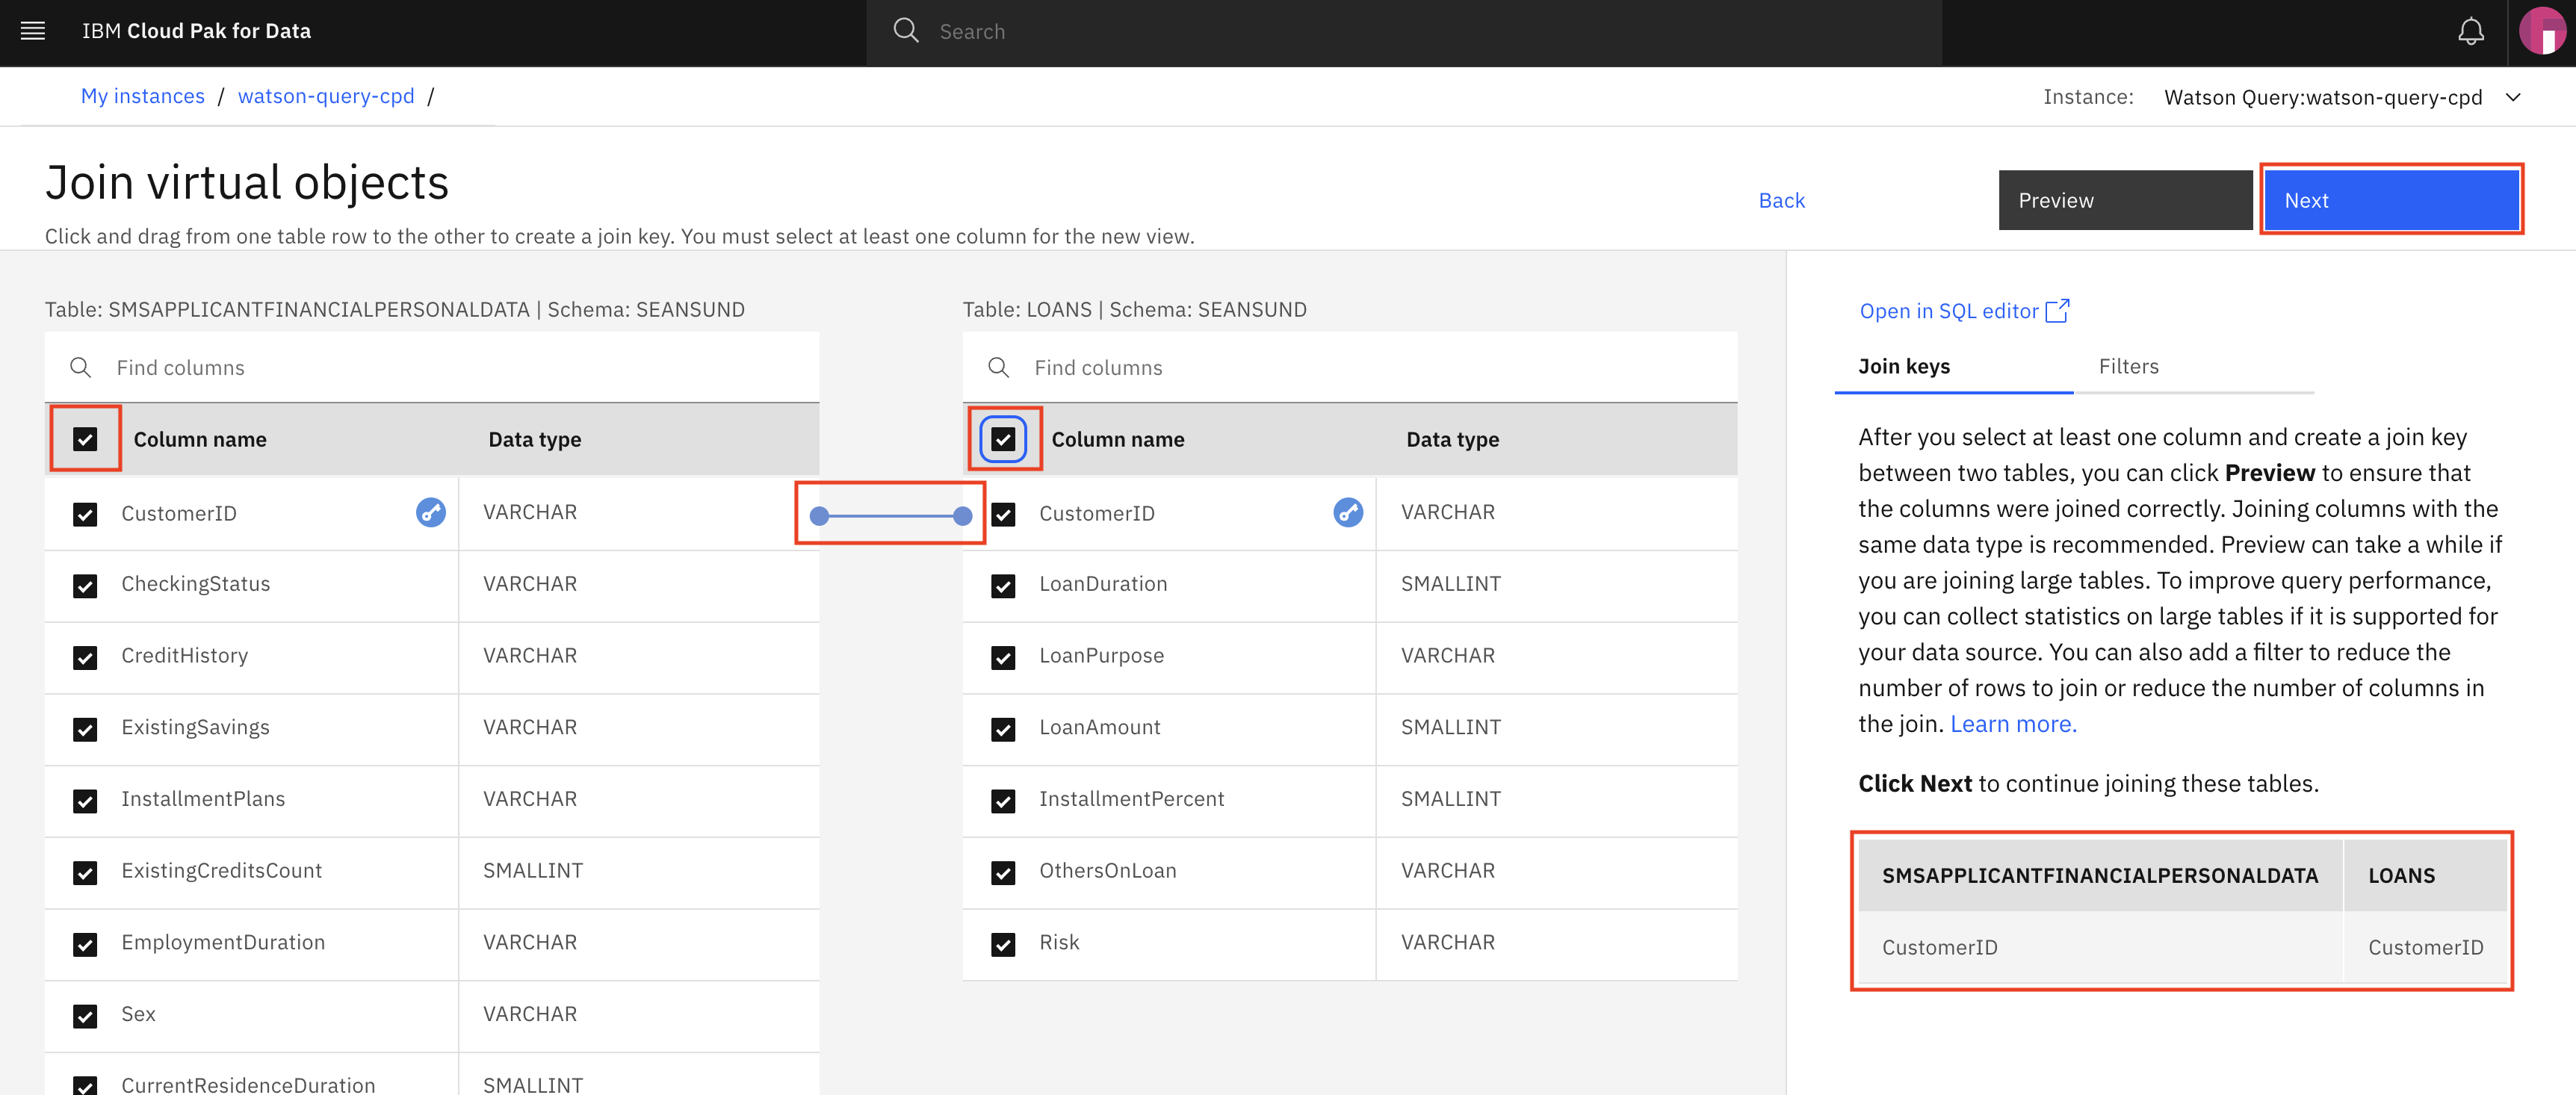 IBM Cloud Pak for Data
Search
My instances / watson-query-cpd /
Instance: Watson Query:watson-query-cpd
Join virtual objects
Click and drag from one table row to the other to create a join key. You must select at least one column for the new view.
Back
Preview
Next
Table: SMSAPPLICANTFINANCIALPERSONALDATA | Schema: SEANSUND
Find columns
Column name Data type
CustomerID VARCHAR
CheckingStatus VARCHAR
CreditHistory VARCHAR
ExistingSavings VARCHAR
InstallmentPlans VARCHAR
ExistingCreditsCount SMALLINT
EmploymentDuration VARCHAR
Sex VARCHAR
CurrentResidenceDuration SMALLINT
Table: LOANS | Schema: SEANSUND
Find columns
Column name Data type
CustomerID VARCHAR
LoanDuration SMALLINT
LoanPurpose VARCHAR
LoanAmount SMALLINT
InstallmentPercent SMALLINT
OthersOnLoan VARCHAR
Risk VARCHAR
Open in SQL editor
Join keys Filters
After you select at least one column and create a join key
between two tables, you can click Preview to ensure that
the columns were joined correctly. Joining columns with the
same data type is recommended. Preview can take a while if
you are joining large tables. To improve query performance,
you can collect statistics on large tables if it is supported for
your data source. You can also add a filter to reduce the
number of rows to join or reduce the number of columns in
the join. Learn more.
Click Next to continue joining these tables.
SMSAPPLICANTFINANCIALPERSONALDATA LOANS
CustomerID CustomerID